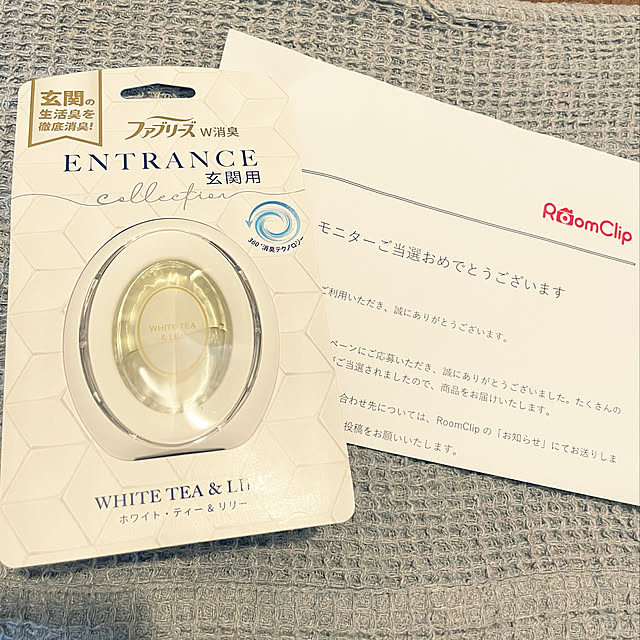 玄関の
生活臭を
徹底消臭!
ファブリーズ W消臭
ENTRANCE
玄関用
collection
360°消臭テクノロジー
WHITE TEA
WHITE TEA & LI
ホワイト・ティー & リリー
RoomClip
モニターご当選おめでとうございます
ご利用いただき、誠にありがとうございます。
ペーンにご応募いただき、誠にありがとうございました。たくさんの
ご当選されましたので、商品をお届けいたします。
合わせ先については、RoomClip の「お知らせ」にてお送りしま
投稿をお願いいたします。